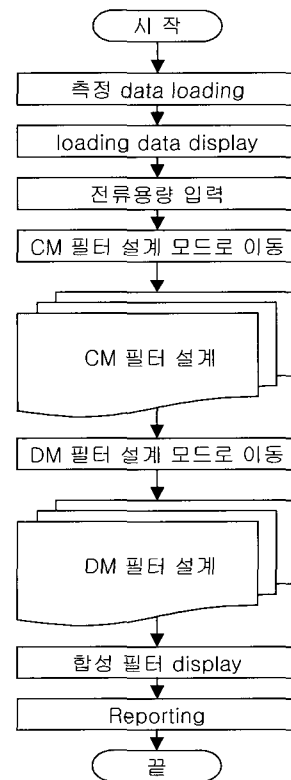 시 작
측정 data loading
loading data display
전류용량 입력
CM 필터 설계 모드로 이동
CM 필터 설계
DM 필터 설계 모드로 이동
DM 필터 설계
합성 필터 display
Reporting
끝